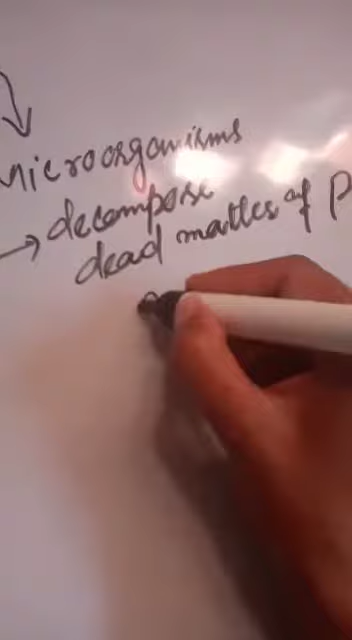 Microorganisms
→ decompose
dead matter of P